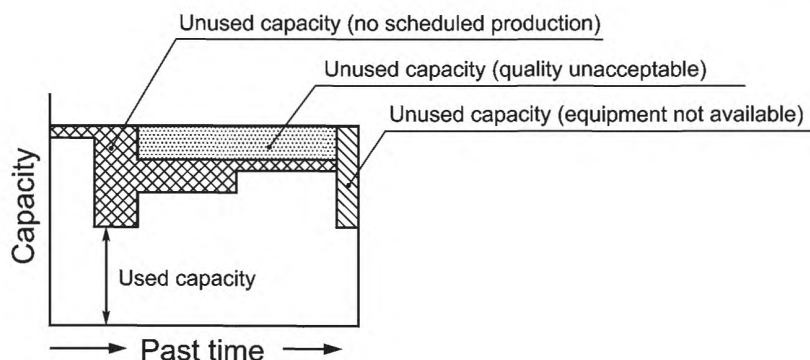 Unused capacity (no scheduled production)
Unused capacity (quality unacceptable)
Unused capacity (equipment not available)
Capacity
Used capacity
Past time